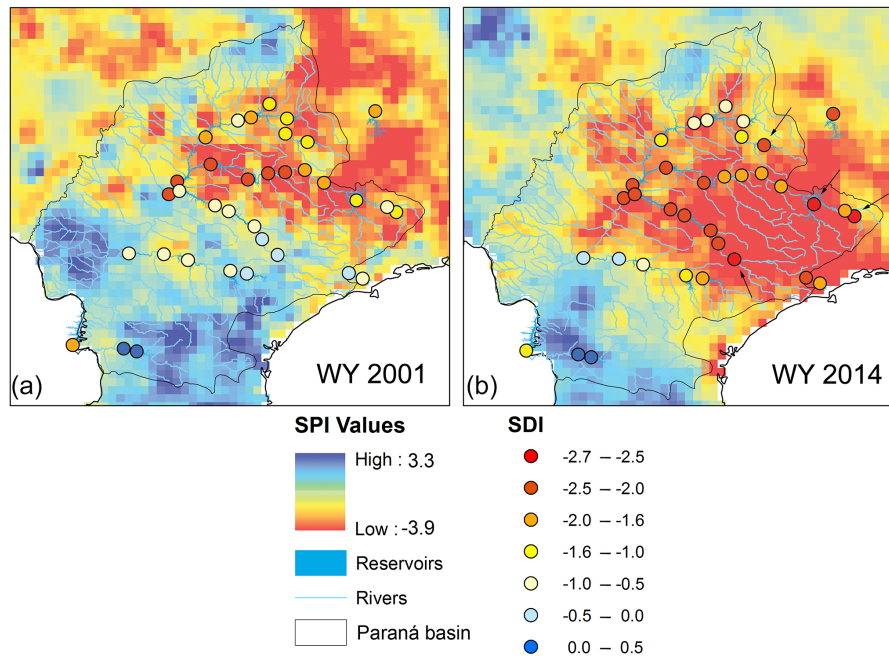 (a) WY 2001
(b) WY 2014
SPI Values
High : 3.3
Low : -3.9
Reservoirs
Rivers
Paraná basin
SDI
-2.7 – -2.5
-2.5 – -2.0
-2.0 – -1.6
-1.6 – -1.0
-1.0 – -0.5
-0.5 – 0.0
0.0 – 0.5